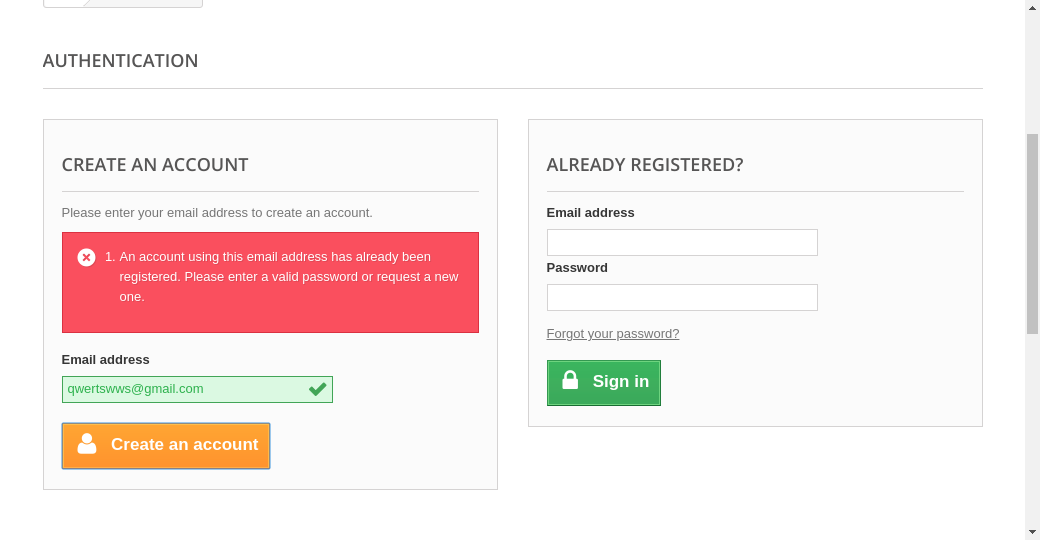 AUTHENTICATION
CREATE AN ACCOUNT
Please enter your email address to create an account.
1. An account using this email address has already been
registered. Please enter a valid password or request a new
one.
Email address
qwertswws@gmail.com
Create an account
ALREADY REGISTERED?
Email address
Password
Forgot your password?
Sign in